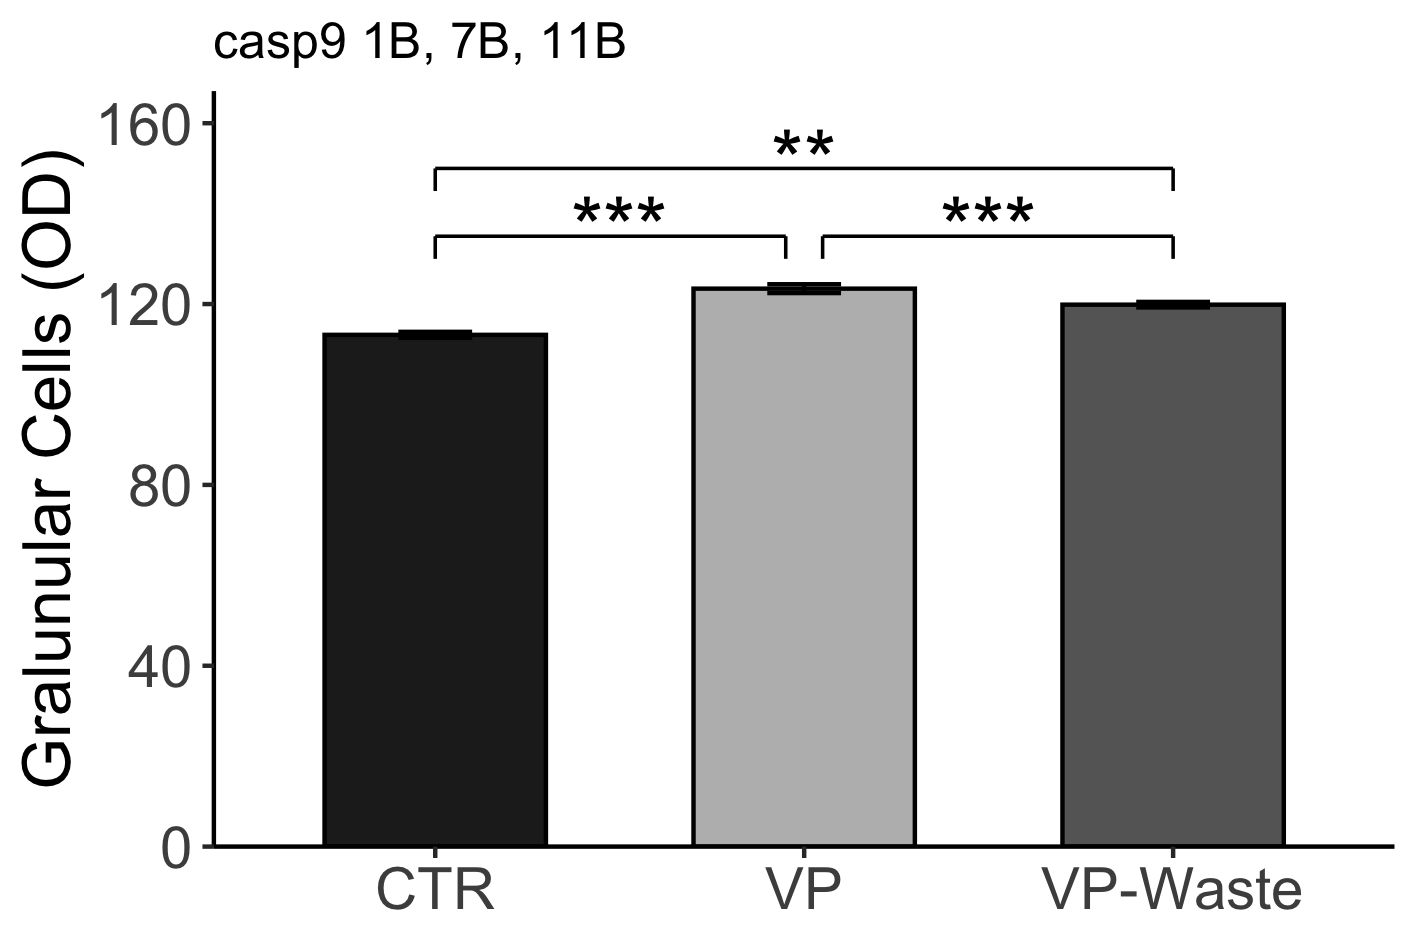 casp9 1B, 7B, 11B
Gralunular Cells (OD)
160
120
80
40
0
**
***
***
CTR
VP
VP-Waste